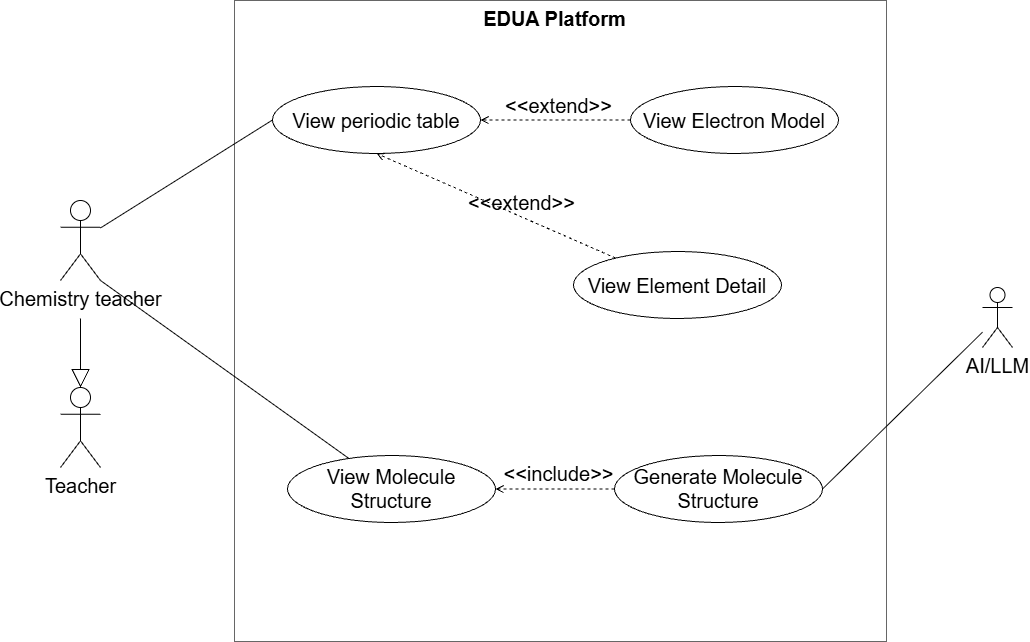 EDUA Platform
<<extend>>
View periodic table
View Electron Model
<<extend>>
View Element Detail
Chemistry teacher
AI/LLM
Teacher
<<include>>
View Molecule
Structure
Generate Molecule
Structure